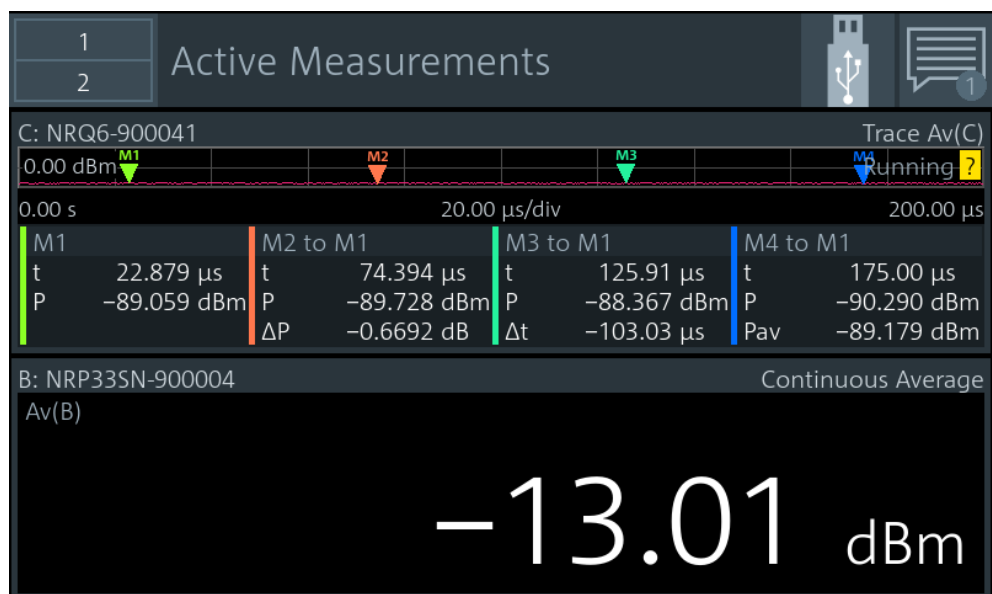 1
2
Active Measurements
1
C: NRQ6-900041 Trace Av(C)
0.00 dBm M1 M2 M3 M4 Running ?
0.00 s 20.00 µs/div 200.00 µs
M1 M2 to M1 M3 to M1 M4 to M1
t 22.879 µs t 74.394 µs t 125.91 µs t 175.00 µs
P −89.059 dBm P −89.728 dBm P −88.367 dBm P −90.290 dBm
ΔP −0.6692 dB Δt −103.03 µs Pav −89.179 dBm
B: NRP33SN-900004 Continuous Average
Av(B)
−13.01 dBm